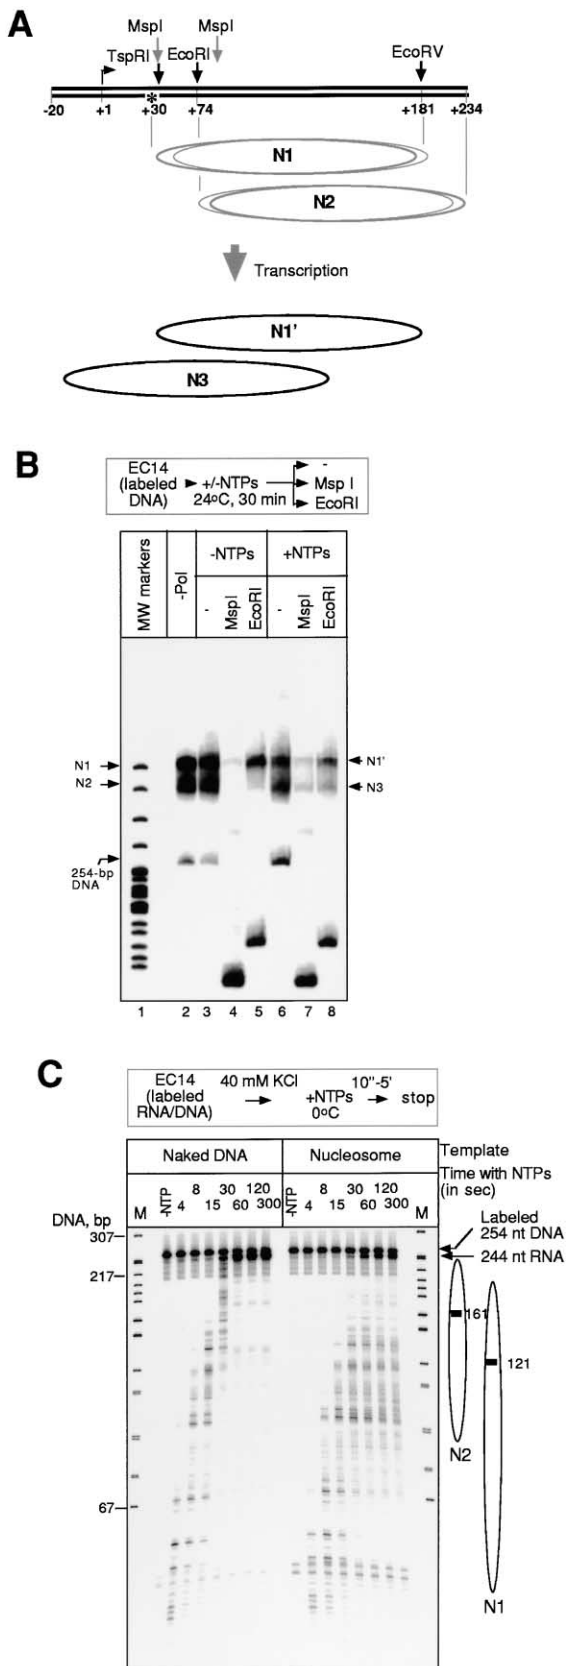 A
MspI MspI
TspRI EcoRI EcoRV
*
-20 +1 +30 +74 +181 +234
N1
N2
Transcription
N1'
N3
B
EC14
(labeled
DNA)
+/-NTPs
24ºC, 30 min
-
Msp I
EcoRI
MW markers
-Pol
-NTPs +NTPs
- MspI EcoRI - MspI EcoRI
N1 N1'
N2 N3
254-bp
DNA
1 2 3 4 5 6 7 8
C
EC14
(labeled
RNA/DNA)
40 mM KCl
+NTPs
0ºC
10"-5'
stop
Naked DNA Nucleosome Template
Time with NTPs
(in sec)
M -NTP 4 8 15 30 60 120 300 -NTP 4 8 15 30 60 120 300 M
DNA, bp
Labeled
254 nt DNA
307
244 nt RNA
217
161
121
N2
67
N1